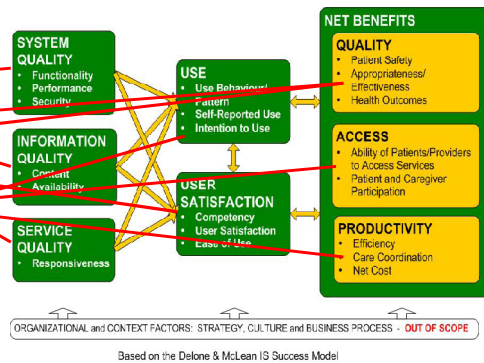 SYSTEM
QUALITY
• Functionality
• Performance
• Security
INFORMATION
QUALITY
• Content
• Availability
SERVICE
QUALITY
• Responsiveness
USE
• Use Behaviour/
Pattern
• Self-Reported Use
• Intention to Use
USER
SATISFACTION
• Competency
• User Satisfaction
• Ease of Use
NET BENEFITS
QUALITY
• Patient Safety
• Appropriateness/
Effectiveness
• Health Outcomes
ACCESS
• Ability of Patients/Providers
to Access Services
• Patient and Caregiver
Participation
PRODUCTIVITY
• Efficiency
• Care Coordination
• Net Cost
ORGANIZATIONAL and CONTEXT FACTORS: STRATEGY, CULTURE and BUSINESS PROCESS - OUT OF SCOPE
Based on the Delone & McLean IS Success Model